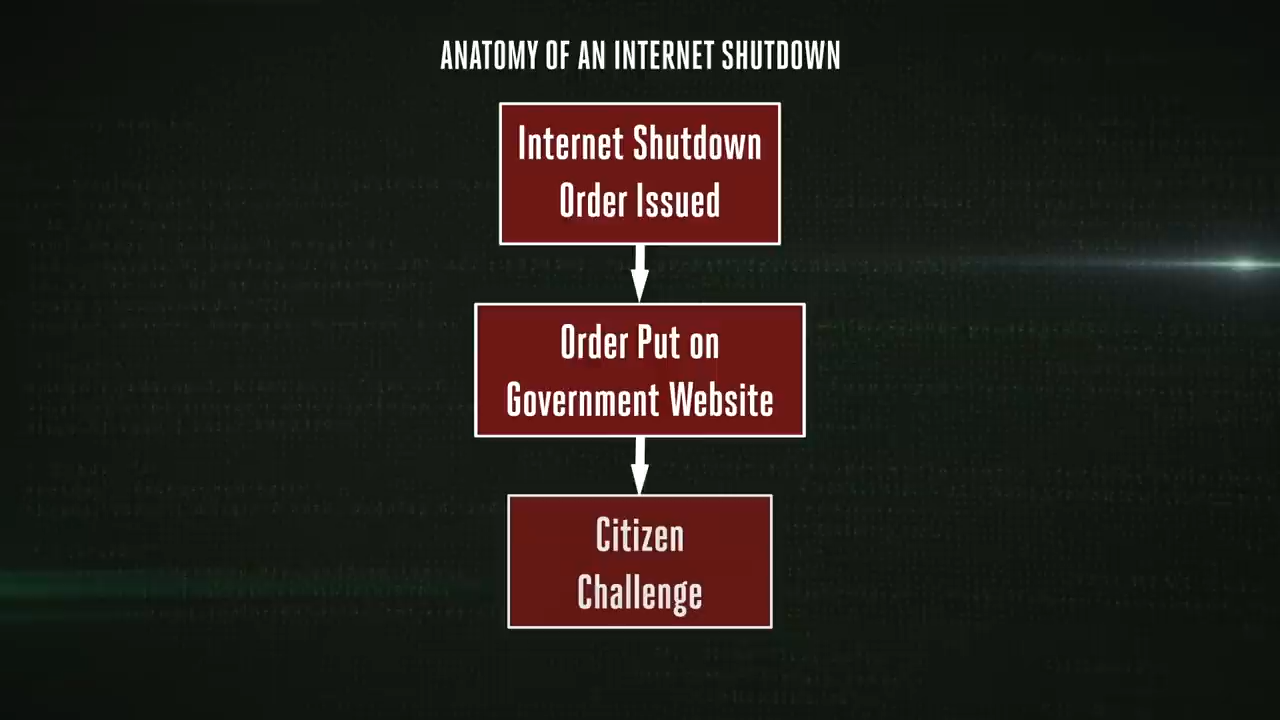 ANATOMY OF AN INTERNET SHUTDOWN
Internet Shutdown
Order Issued
Order Put on
Government Website
Citizen
Challenge